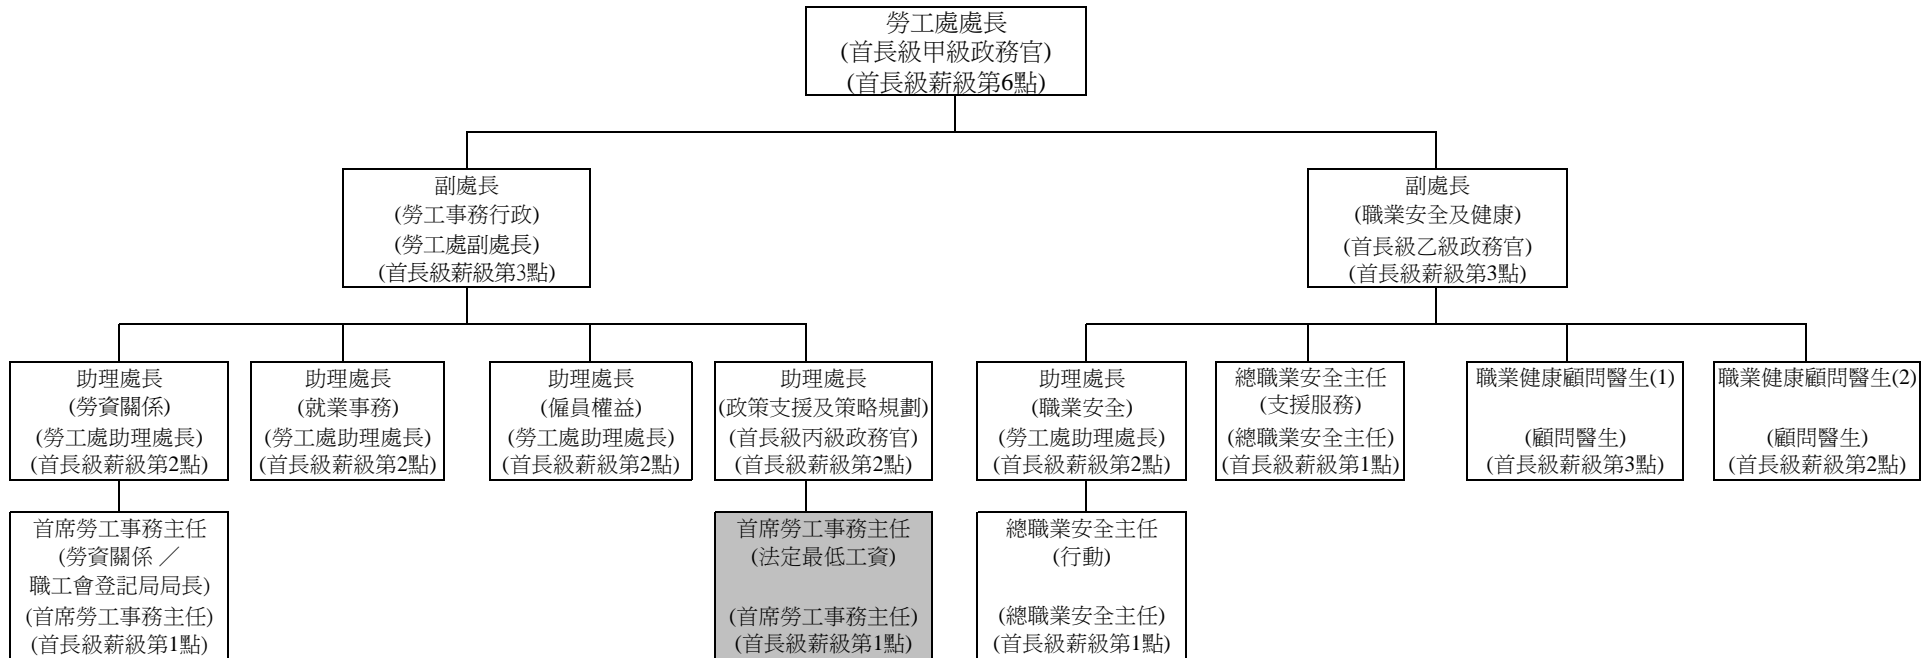 勞工處處長
(首長級甲級政務官)
(首長級薪級第6點)
副處長
(勞工事務行政)
(勞工處副處長)
(首長級薪級第3點)
副處長
(職業安全及健康)
(首長級乙級政務官)
(首長級薪級第3點)
助理處長
(勞資關係)
(勞工處助理處長)
(首長級薪級第2點)
助理處長
(就業事務)
(勞工處助理處長)
(首長級薪級第2點)
助理處長
(僱員權益)
(勞工處助理處長)
(首長級薪級第2點)
助理處長
(政策支援及策略規劃)
(首長級丙級政務官)
(首長級薪級第2點)
助理處長
(職業安全)
(勞工處助理處長)
(首長級薪級第2點)
總職業安全主任
(支援服務)
(總職業安全主任)
(首長級薪級第1點)
職業健康顧問醫生(1)
(顧問醫生)
(首長級薪級第3點)
職業健康顧問醫生(2)
(顧問醫生)
(首長級薪級第2點)
首席勞工事務主任
(勞資關係／
職工會登記局局長)
(首席勞工事務主任)
(首長級薪級第1點)
首席勞工事務主任
(法定最低工資)
(首席勞工事務主任)
(首長級薪級第1點)
總職業安全主任
(行動)
(總職業安全主任)
(首長級薪級第1點)